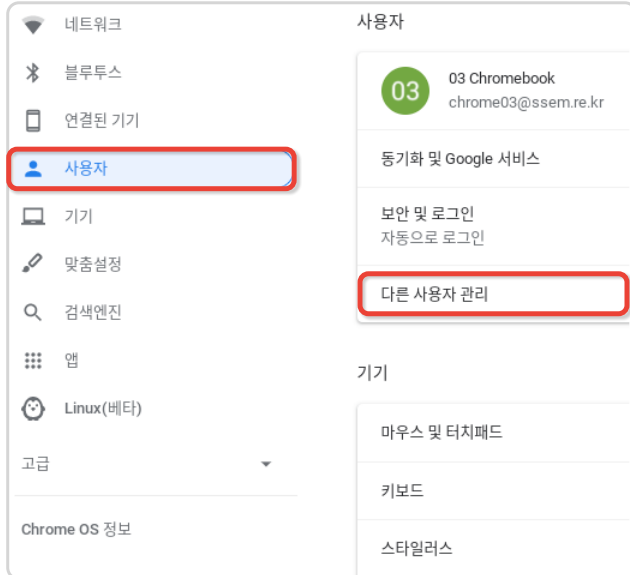 네트워크
블루투스
연결된 기기
사용자
기기
맞춤설정
검색엔진
앱
Linux(베타)
고급
Chrome OS 정보
사용자
03
03 Chromebook
chrome03@ssem.re.kr
동기화 및 Google 서비스
보안 및 로그인
자동으로 로그인
다른 사용자 관리
기기
마우스 및 터치패드
키보드
스타일러스